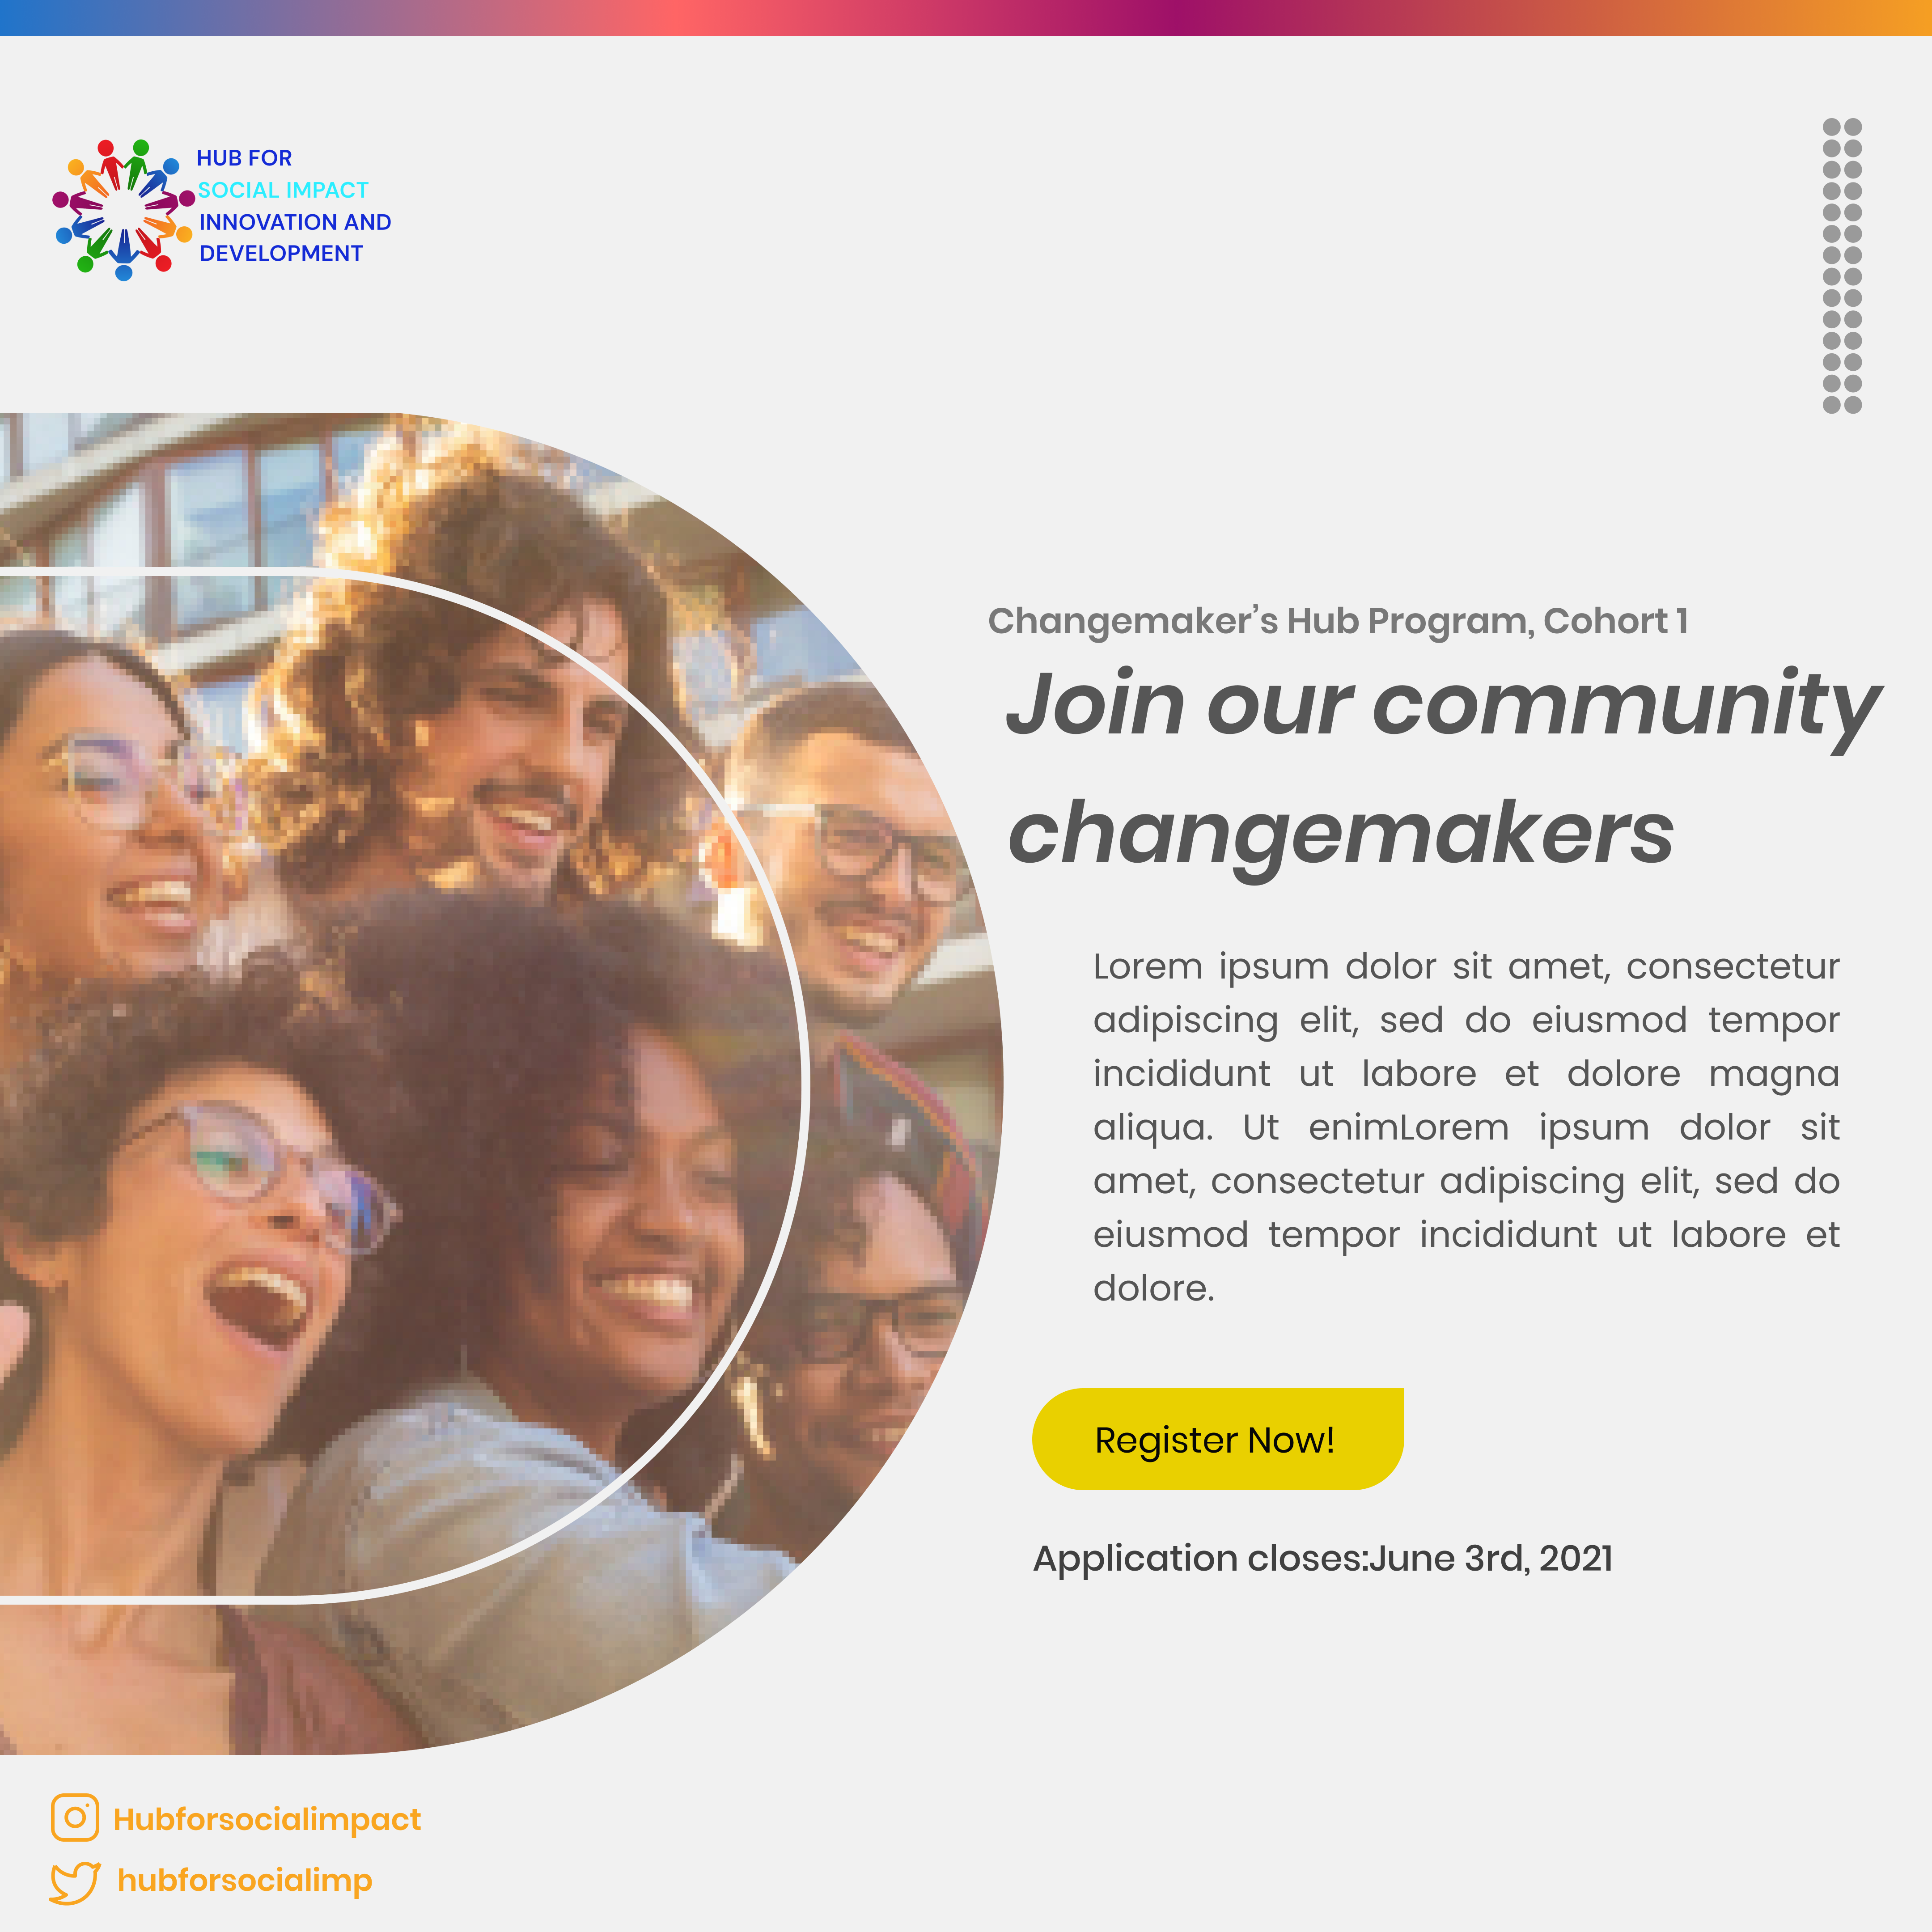 HUB FOR
SOCIAL IMPACT
INNOVATION AND
DEVELOPMENT
Changemaker’s Hub Program, Cohort 1
Join our community
changemakers
Lorem ipsum dolor sit amet, consectetur
adipiscing elit, sed do eiusmod tempor
incididunt ut labore et dolore magna
aliqua. Ut enimLorem ipsum dolor sit
amet, consectetur adipiscing elit, sed do
eiusmod tempor incididunt ut labore et
dolore.
Register Now!
Application closes:June 3rd, 2021
Hubforsocialimpact
hubforsocialimp